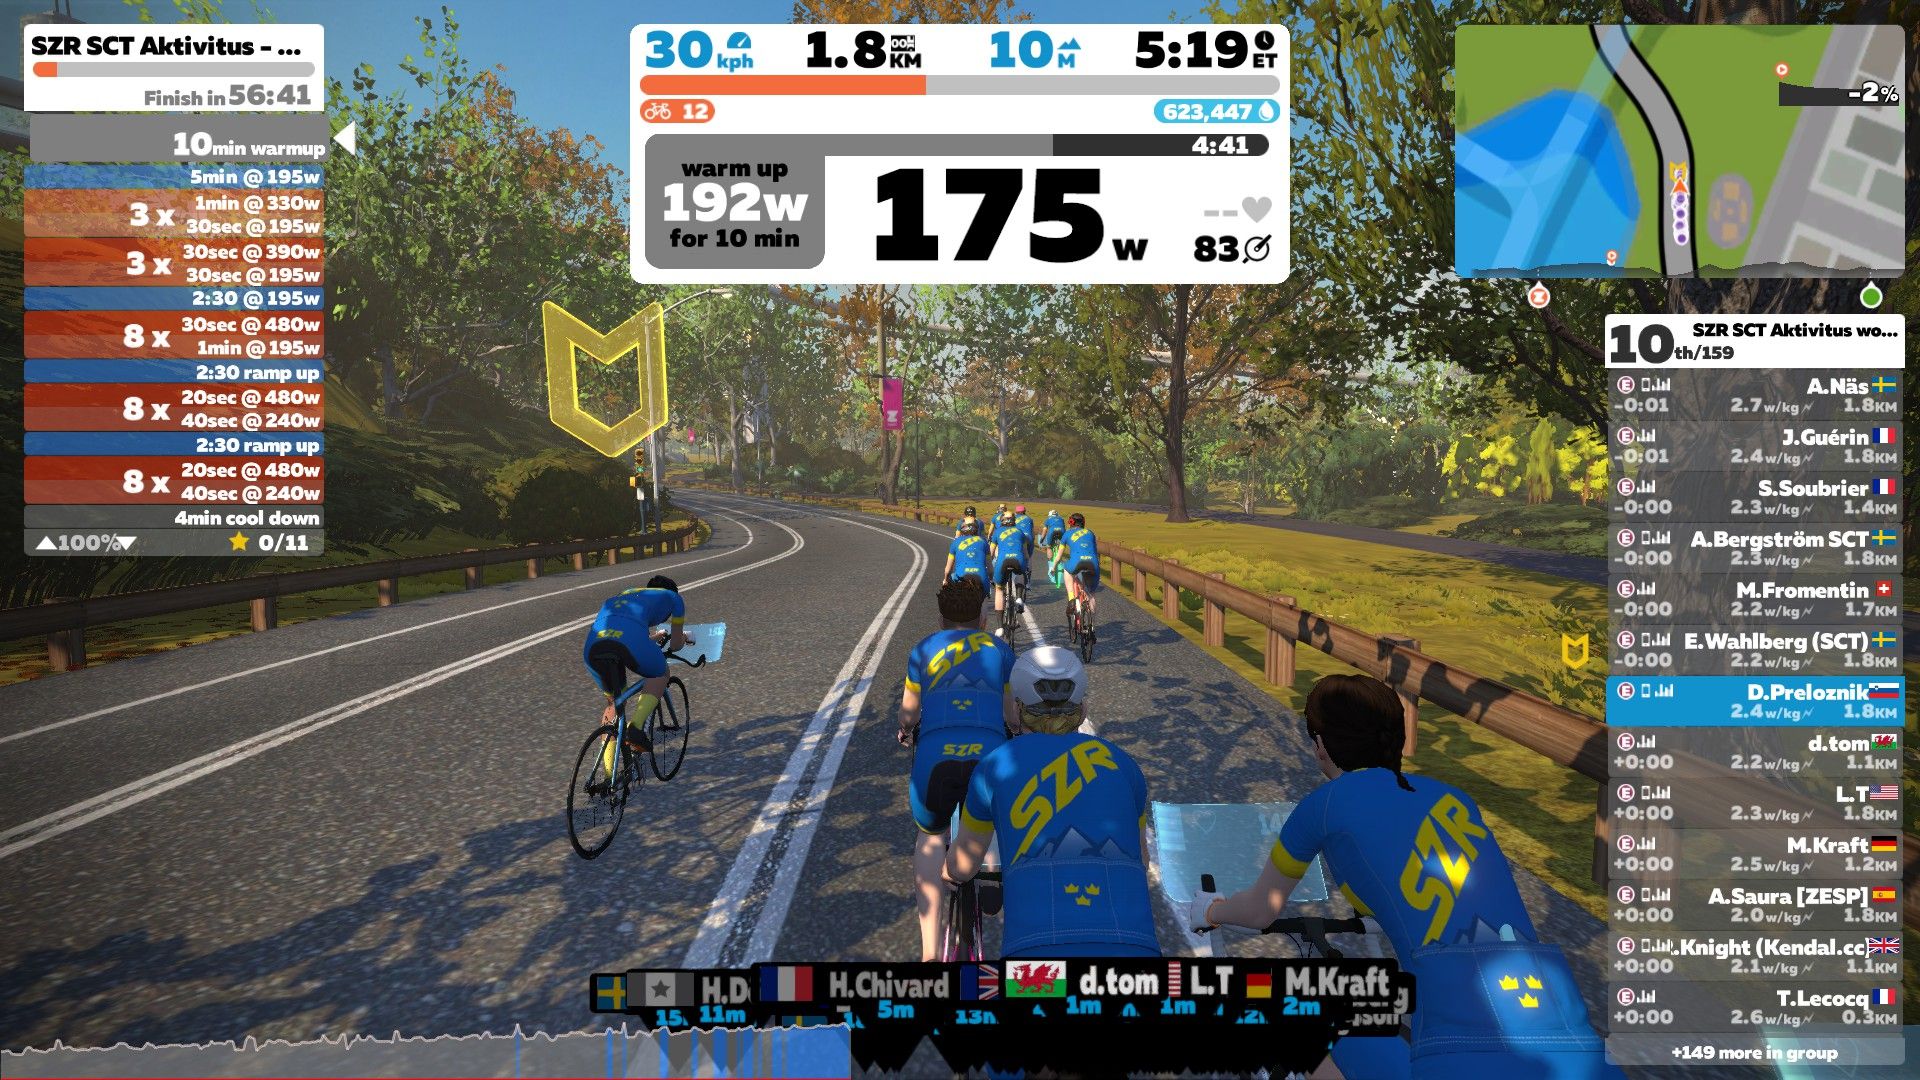 SZR SCT Aktivitus - ...
Finish in 56:41
10min warmup
5min @ 195w
3 x 1min @ 330w
30sec @ 195w
3 x 30sec @ 390w
30sec @ 195w
2:30 @ 195w
8 x 30sec @ 480w
1min @ 195w
2:30 ramp up
8 x 20sec @ 480w
40sec @ 240w
2:30 ramp up
8 x 20sec @ 480w
40sec @ 240w
4min cool down
100% 0/11
30 kph 1.8 KM 10 M 5:19 ET
12 623,447
4:41
warm up
192w
for 10 min
175 w
--
83
-2%
10th/159 SZR SCT Aktivitus wo...
E A.Näs
-0:01 2.7 w/kg 1.8KM
E J.Guérin
-0:01 2.4 w/kg 1.8KM
E S.Soubrier
-0:00 2.3 w/kg 1.4KM
E A.Bergström SCT
-0:00 2.3 w/kg 1.8KM
E M.Fromentin
-0:00 2.2 w/kg 1.7KM
E E.Wahlberg (SCT)
-0:00 2.2 w/kg 1.8KM
E D.Preloznik
2.4 w/kg 1.8KM
E d.tom
+0:00 2.2 w/kg 1.1KM
E L.T
+0:00 2.3 w/kg 1.8KM
E M.Kraft
+0:00 2.5 w/kg 1.2KM
E A.Saura [ZESP]
+0:00 2.0 w/kg 1.8KM
E .Knight (Kendal.cc)
+0:00 2.1 w/kg 1.1KM
E T.Lecocq
+0:00 2.6 w/kg 0.3KM
+149 more in group
SZR
SZR
SZR
SZR
SZR
SZR
H.D H.Chivard d.tom L.T M.Kraft
11m 5m 1m 1m 2m